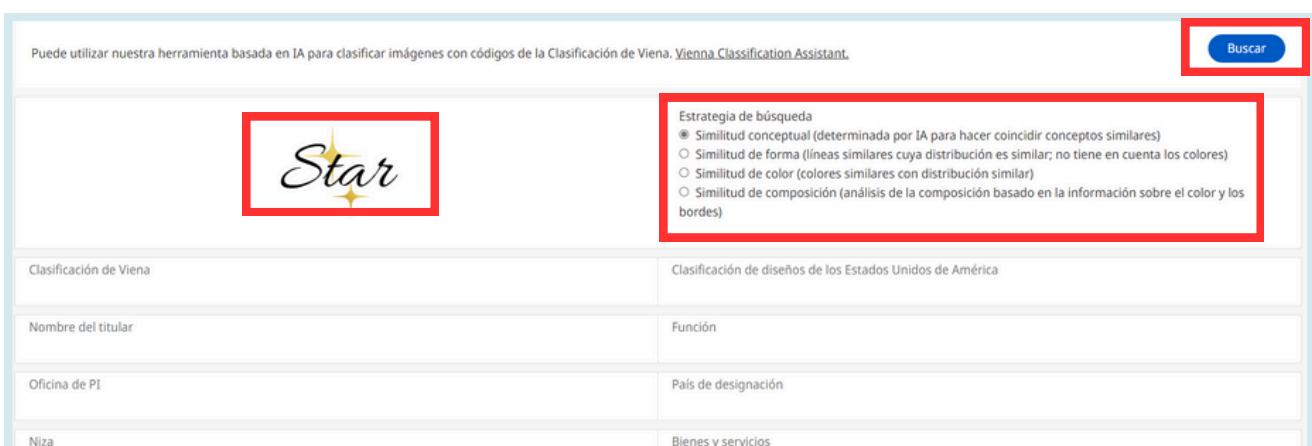 Puede utilizar nuestra herramienta basada en IA para clasificar imágenes con códigos de la Clasificación de Viena. Vienna Classification Assistant.
Buscar
Star
Estrategia de búsqueda
Similitud conceptual (determinada por IA para hacer coincidir conceptos similares)
Similitud de forma (líneas similares cuya distribución es similar; no tiene en cuenta los colores)
Similitud de color (colores similares con distribución similar)
Similitud de composición (análisis de la composición basado en la información sobre el color y los
bordes)
Clasificación de Viena
Clasificación de diseños de los Estados Unidos de América
Nombre del titular
Función
Oficina de PI
País de designación
Niza
Bienes y servicios